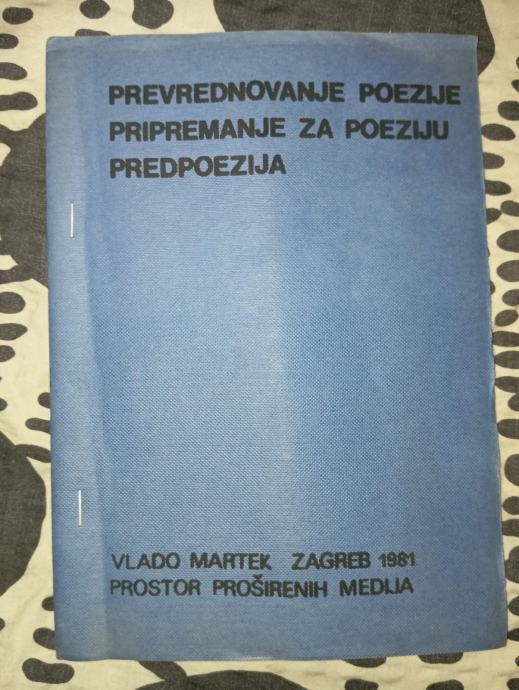 PREVREDNOVANJE POEZIJE
PRIPREMANJE ZA POEZIJU
PREDPOEZIJA
VLADO MARTEK ZAGREB 1981
PROSTOR PROŠIRENIH MEDIJA